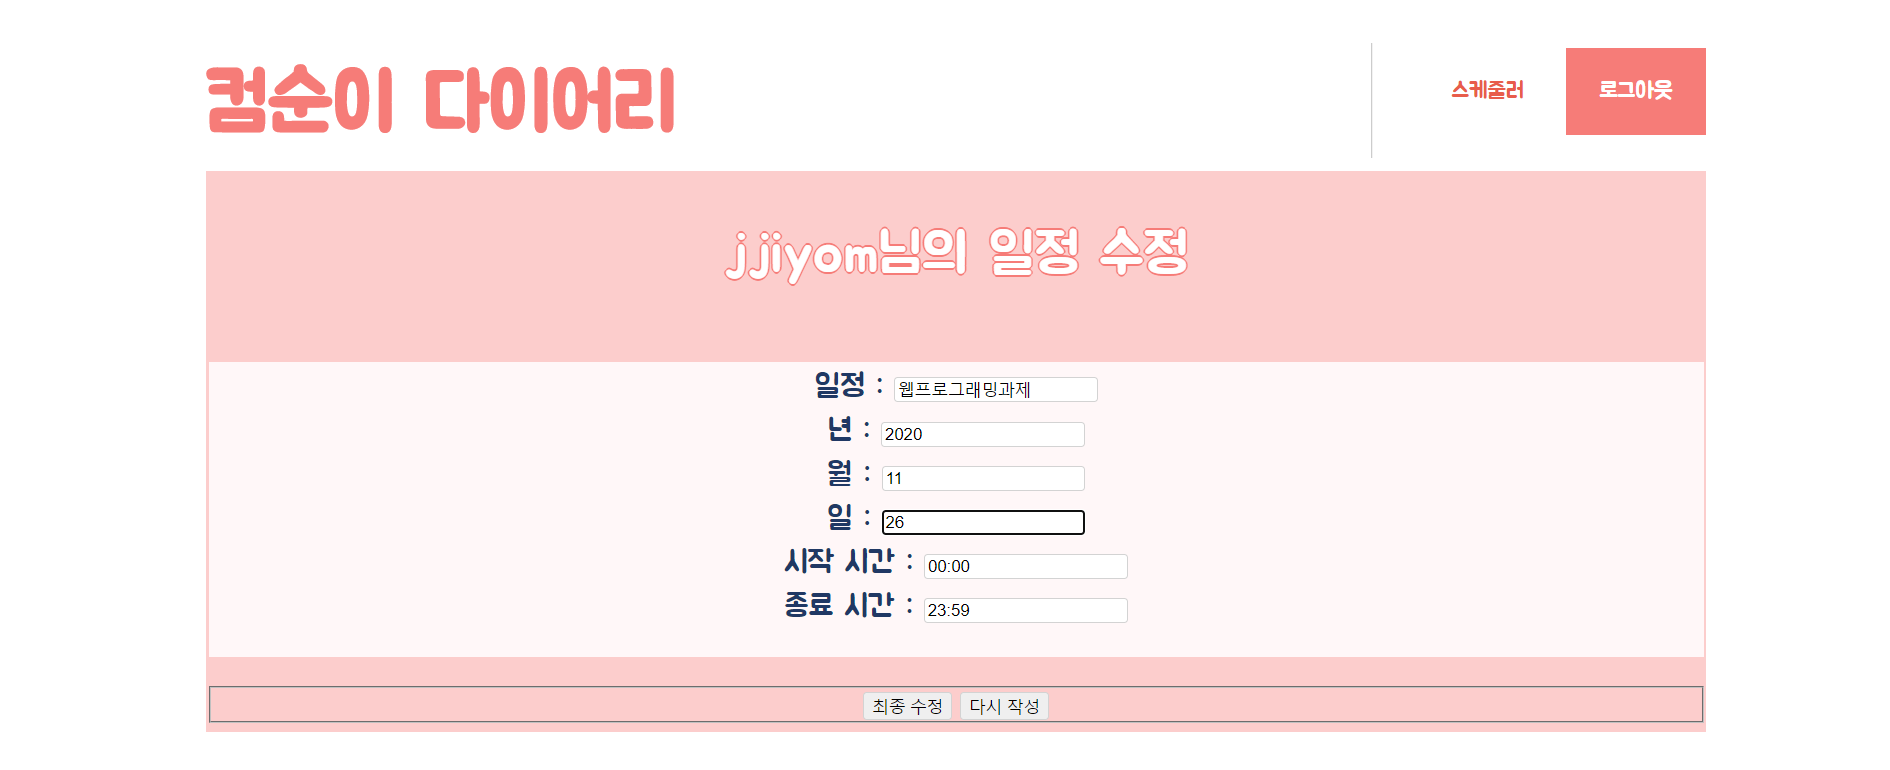 컴순이 다이어리
스케줄러
로그아웃
jjiyom님의 일정 수정
일정 : 웹프로그래밍과제
년 : 2020
월 : 11
일 : 26
시작 시간 : 00:00
종료 시간 : 23:59
최종 수정 다시 작성